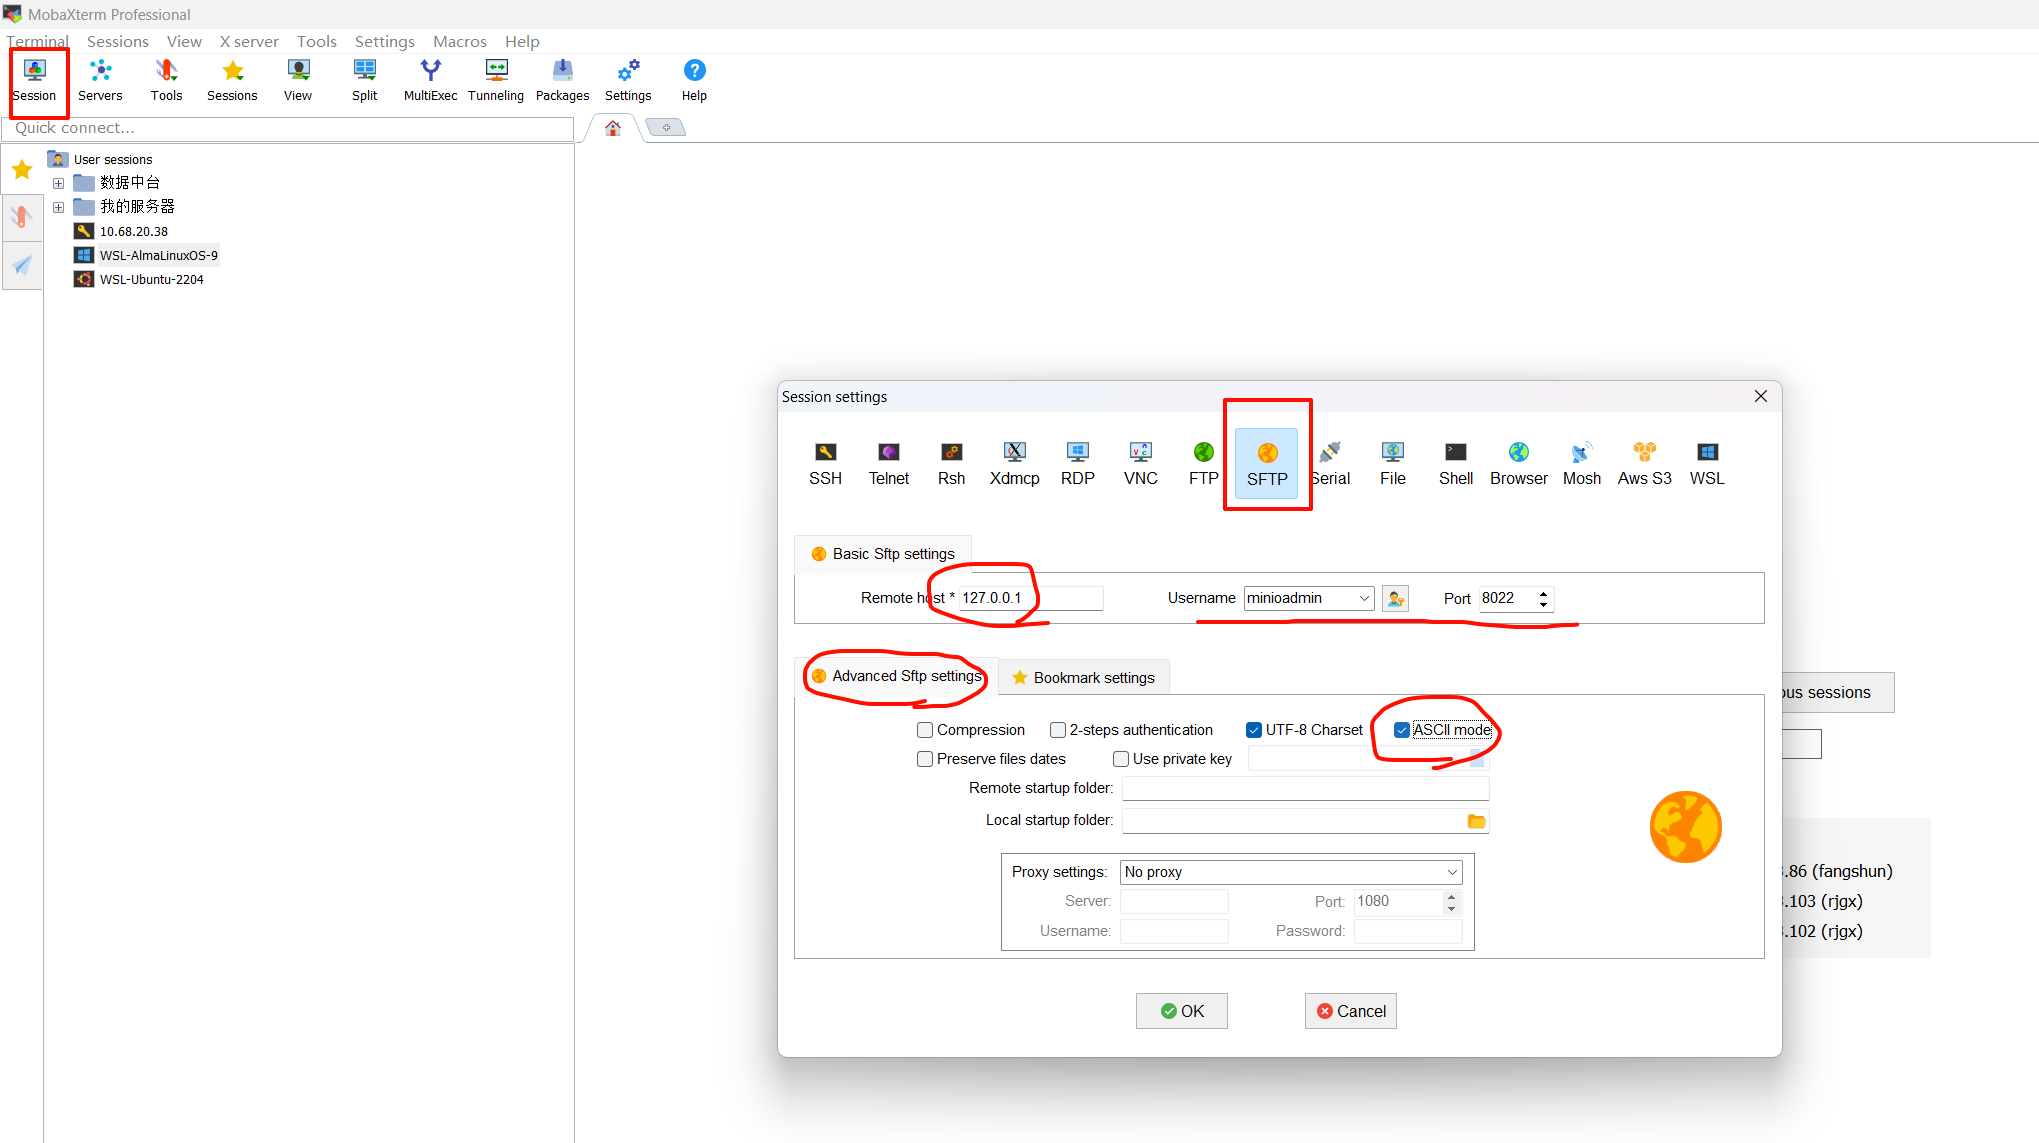 MobaXterm Professional
Terminal Sessions View X server Tools Settings Macros Help
Session Servers Tools Sessions View Split MultiExec Tunneling Packages Settings Help
Quick connect...
User sessions
数据中台
我的服务器
10.68.20.38
WSL-AlmaLinuxOS-9
WSL-Ubuntu-2204
Session settings
SSH Telnet Rsh Xdmcp RDP VNC FTP SFTP Serial File Shell Browser Mosh Aws S3 WSL
Basic Sftp settings
Remote host * 127.0.0.1 Username minioadmin Port 8022
Advanced Sftp settings Bookmark settings
Compression 2-steps authentication UTF-8 Charset ASCII mode
Preserve files dates Use private key
Remote startup folder:
Local startup folder:
Proxy settings: No proxy
Server: Port: 1080
Username: Password:
OK Cancel
sessions
.86 (fangshun)
.103 (rjgx)
.102 (rjgx)